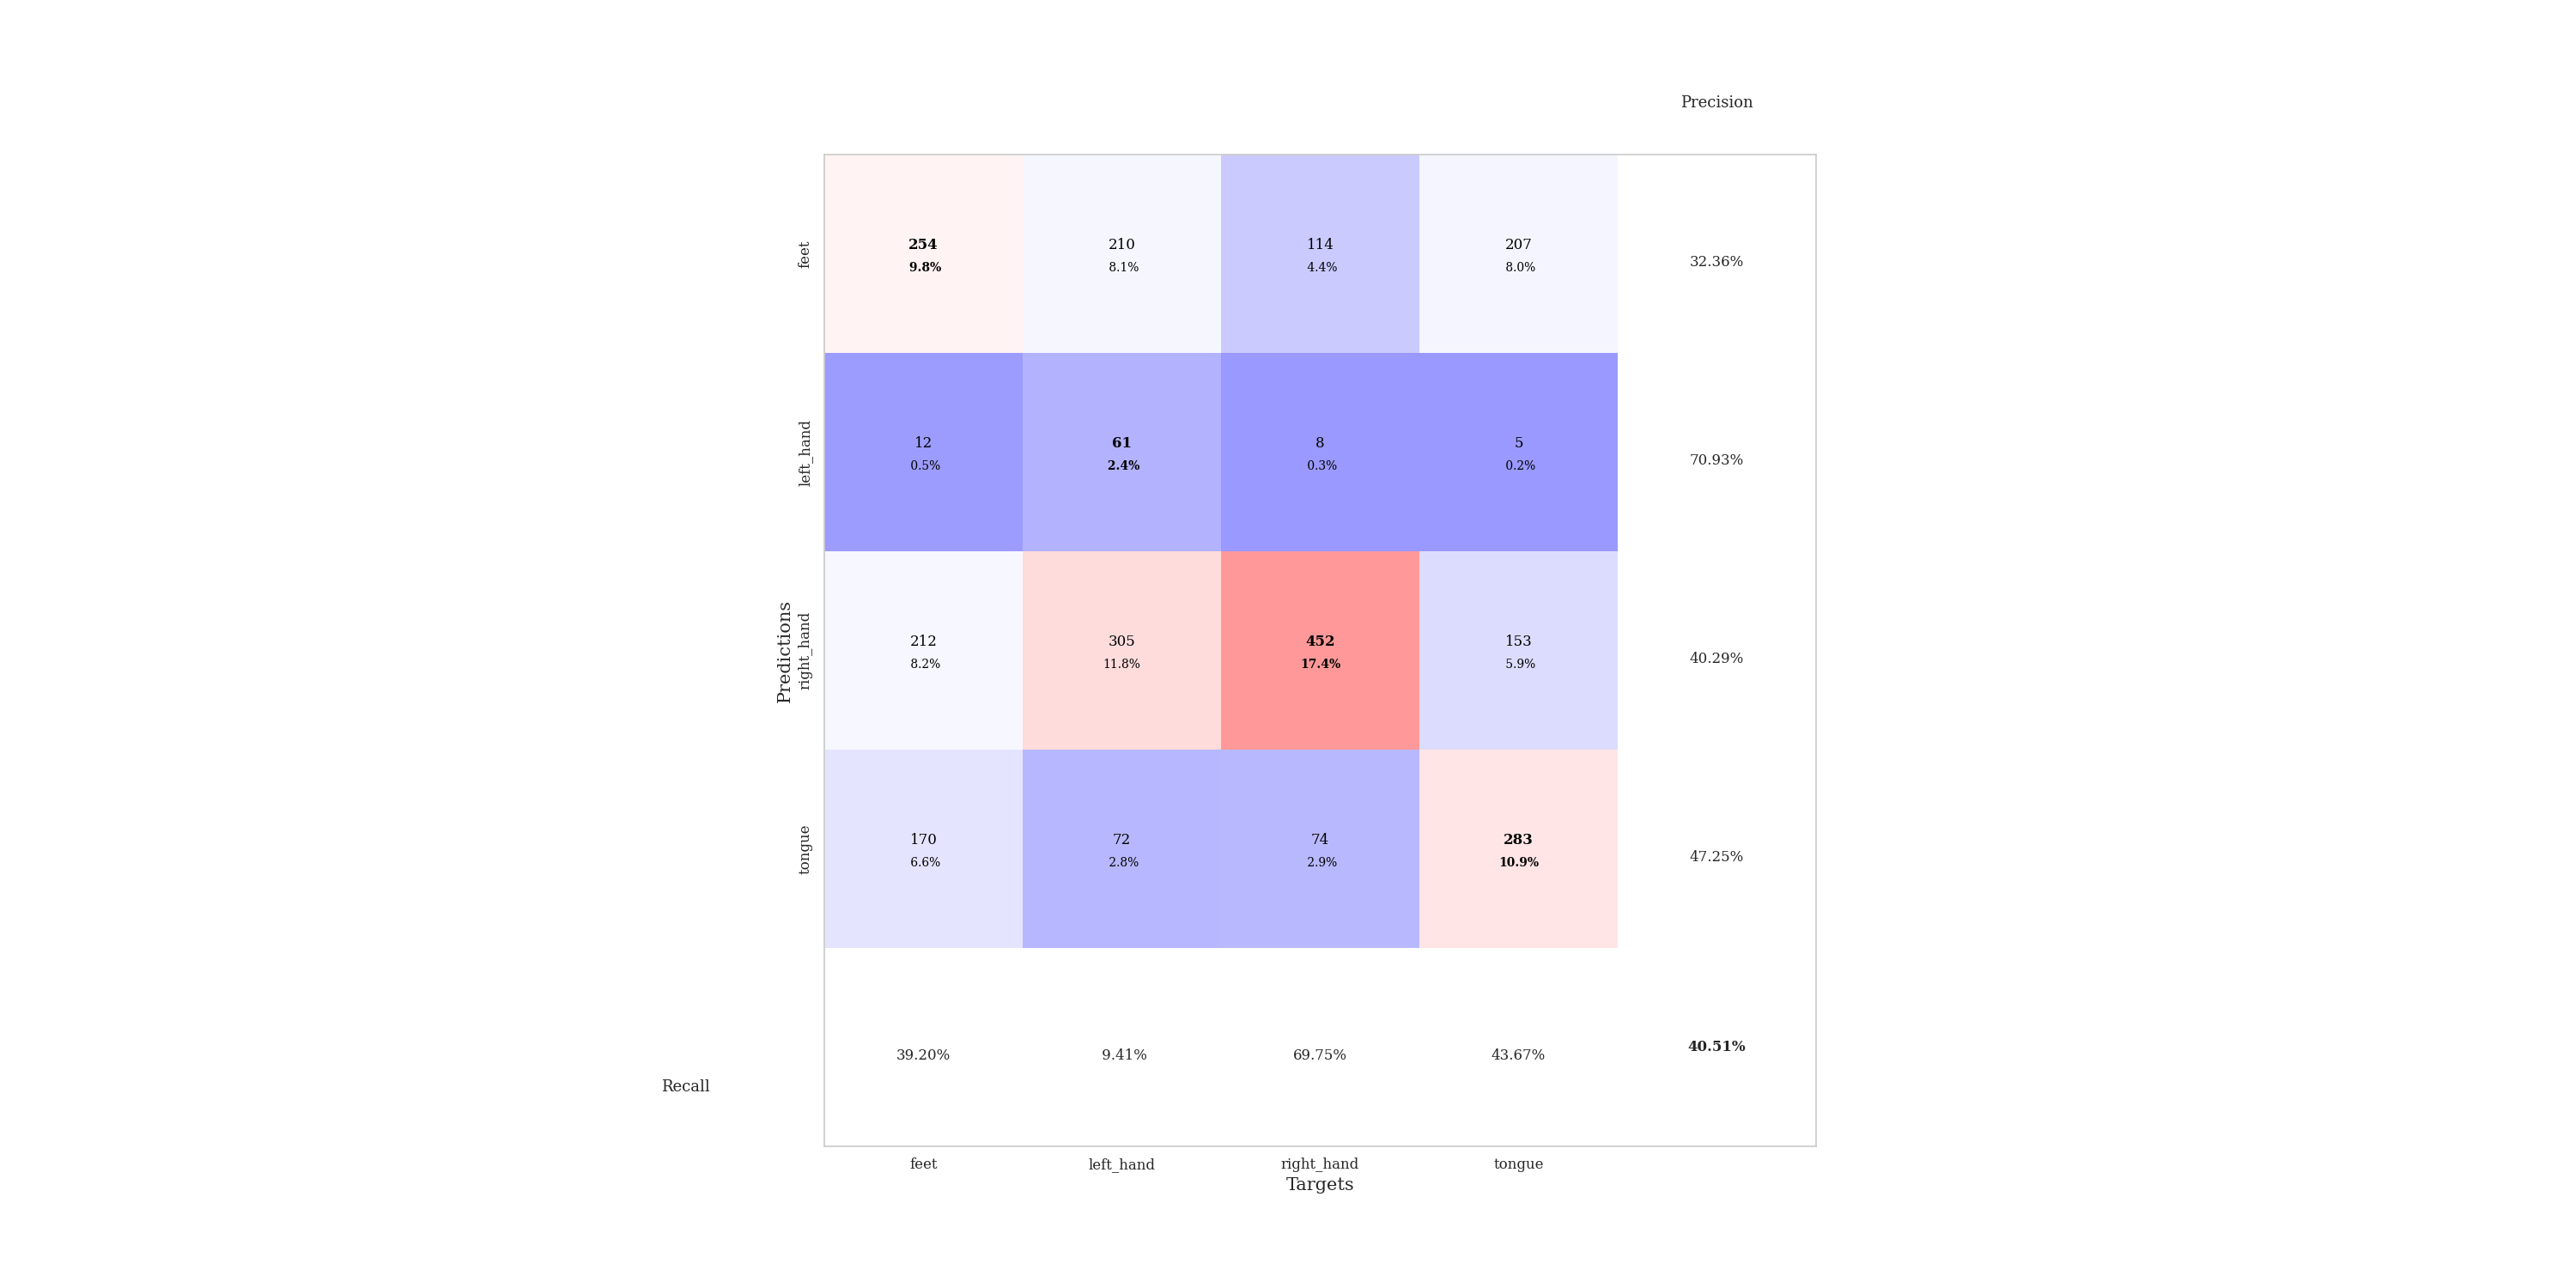 Precision
feet
254 210 114 207
9.8% 8.1% 4.4% 8.0%
32.36%
left_hand
12 61 8 5
0.5% 2.4% 0.3% 0.2%
70.93%
Predictions
right_hand
212 305 452 153
8.2% 11.8% 17.4% 5.9%
40.29%
tongue
170 72 74 283
6.6% 2.8% 2.9% 10.9%
47.25%
39.20% 9.41% 69.75% 43.67% 40.51%
Recall
feet left_hand right_hand tongue
Targets